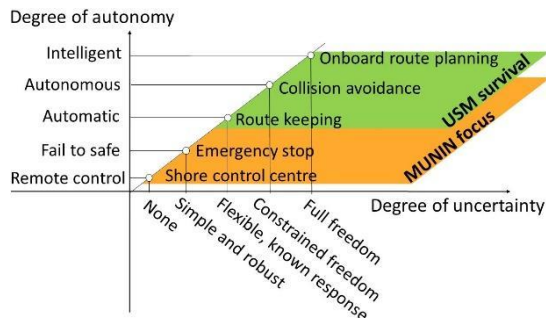 Degree of autonomy
Intelligent
Onboard route planning
Autonomous
Collision avoidance
Automatic
Route keeping
USM survival
Fail to safe
Emergency stop
MUNIN focus
Remote control
Shore control centre
Degree of uncertainty
None
Simple and robust
Flexible, known response
Constrained freedom
Full freedom